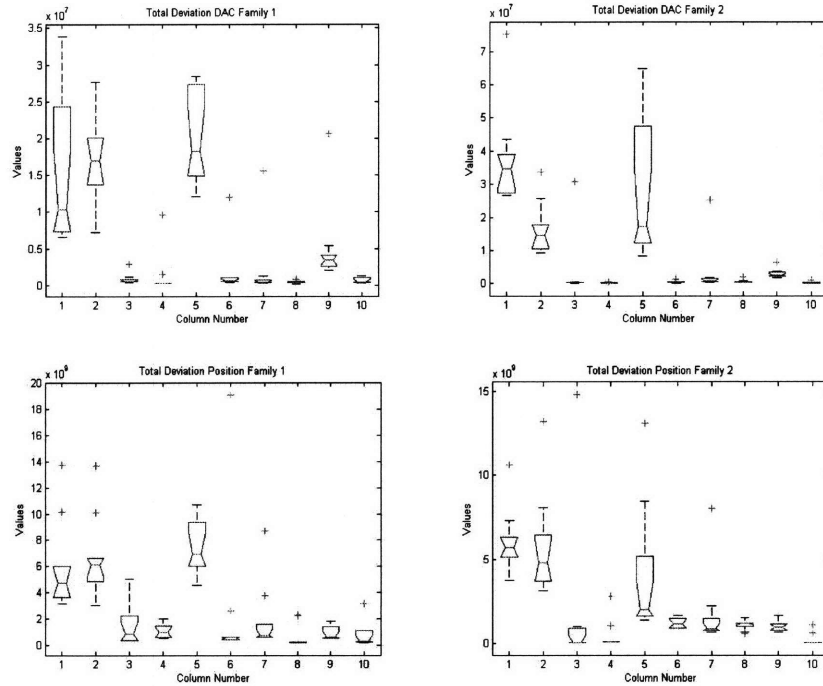 Total Deviation DAC Family 1
x 10^7
3.5
3
2.5
2
1.5
1
0.5
0
Values
1 2 3 4 5 6 7 8 9 10
Column Number
Total Deviation DAC Family 2
x 10^7
7
6
5
4
3
2
1
0
Values
1 2 3 4 5 6 7 8 9 10
Column Number
Total Deviation Position Family 1
x 10^9
20
18
16
14
12
10
8
6
4
2
0
Values
1 2 3 4 5 6 7 8 9 10
Column Number
Total Deviation Position Family 2
x 10^9
15
10
5
0
Values
1 2 3 4 5 6 7 8 9 10
Column Number